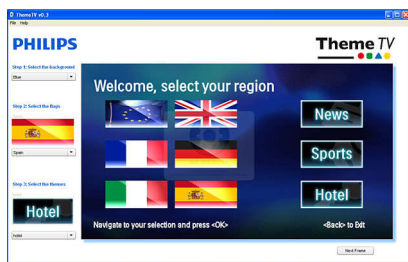 ThemeTV v0.3
File Help
PHILIPS
Theme TV
Step 1: Select the background
Blue
Step 2: Select the flags
Spain
Step 3: Select the themes
Hotel
Hotel
Welcome, select your region
News
Sports
Hotel
Navigate to your selection and press <OK>
<Back> to Exit
Next Frame